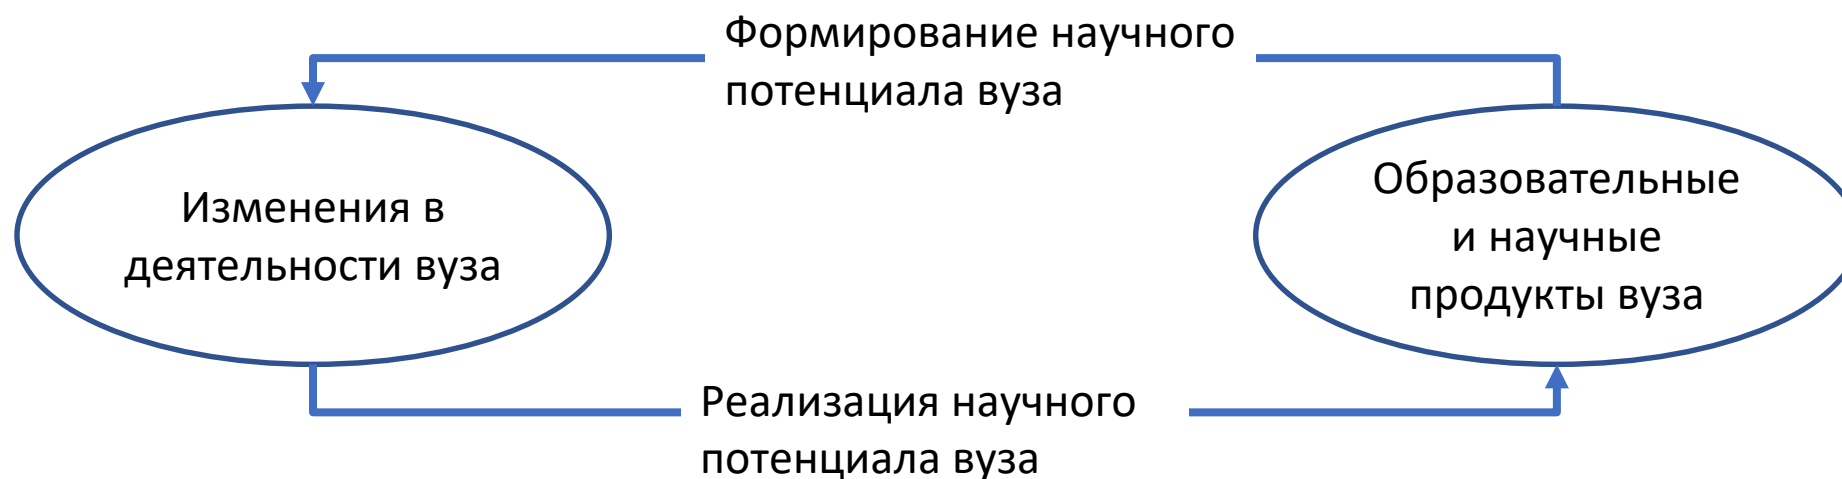 Формирование научного
потенциала вуза
Изменения в
деятельности вуза
Образовательные
и научные
продукты вуза
Реализация научного
потенциала вуза